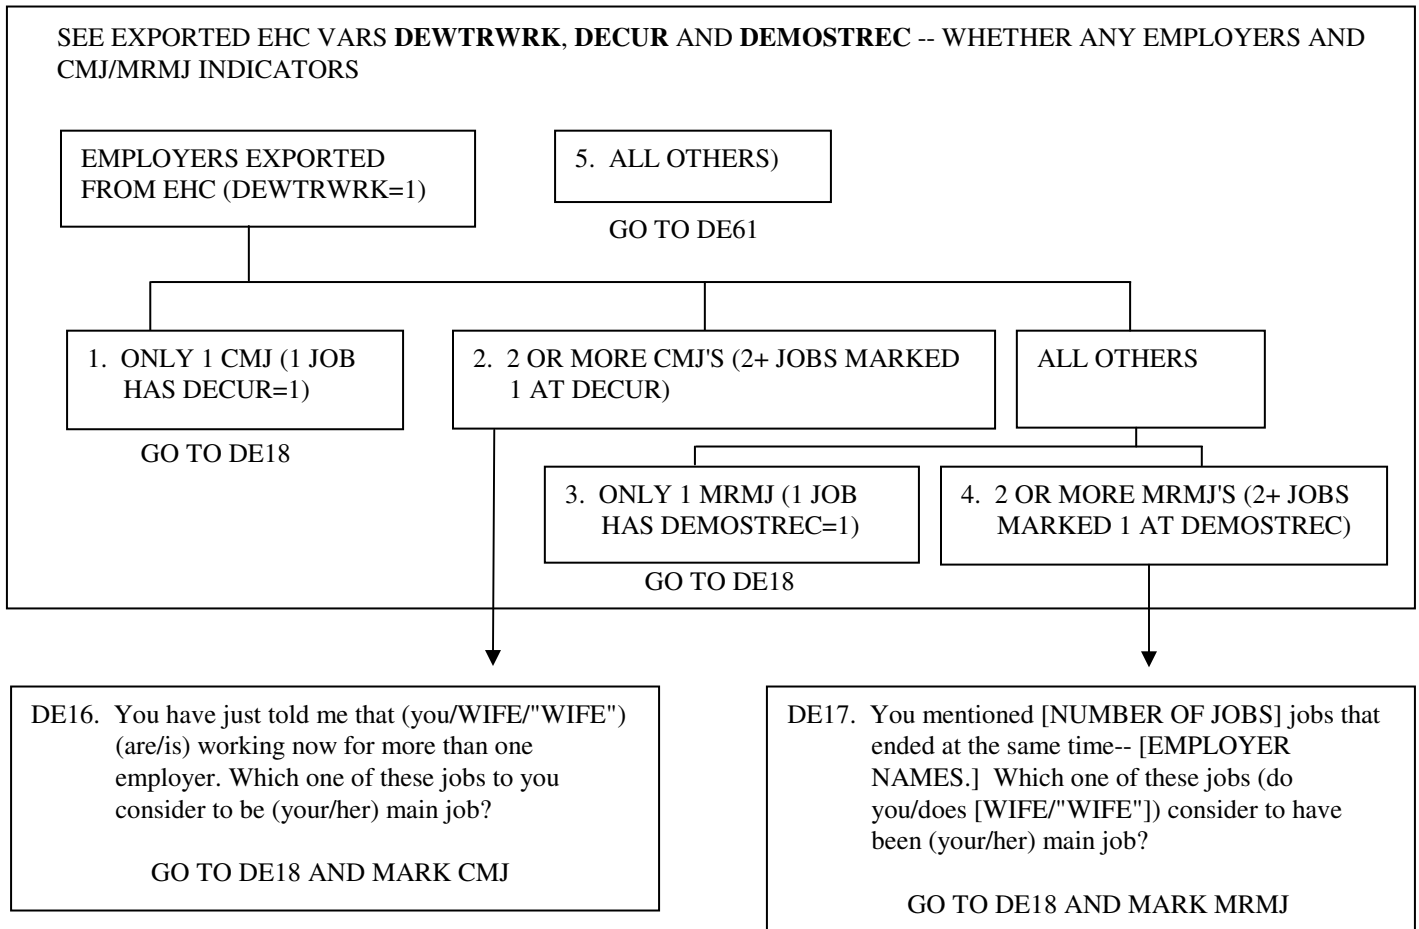 SEE EXPORTED EHC VARS DEWTRWRK, DECUR AND DEMOSTREC -- WHETHER ANY EMPLOYERS AND
CMJ/MRMJ INDICATORS
EMPLOYERS EXPORTED
FROM EHC (DEWTRWRK=1)
5. ALL OTHERS)
GO TO DE61
1. ONLY 1 CMJ (1 JOB
HAS DECUR=1)
GO TO DE18
2. 2 OR MORE CMJ'S (2+ JOBS MARKED
1 AT DECUR)
ALL OTHERS
3. ONLY 1 MRMJ (1 JOB
HAS DEMOSTREC=1)
GO TO DE18
4. 2 OR MORE MRMJ'S (2+ JOBS
MARKED 1 AT DEMOSTREC)
DE16. You have just told me that (you/WIFE/"WIFE")
(are/is) working now for more than one
employer. Which one of these jobs to you
consider to be (your/her) main job?
GO TO DE18 AND MARK CMJ
DE17. You mentioned [NUMBER OF JOBS] jobs that
ended at the same time-- [EMPLOYER
NAMES.] Which one of these jobs (do
you/does [WIFE/"WIFE"]) consider to have
been (your/her) main job?
GO TO DE18 AND MARK MRMJ